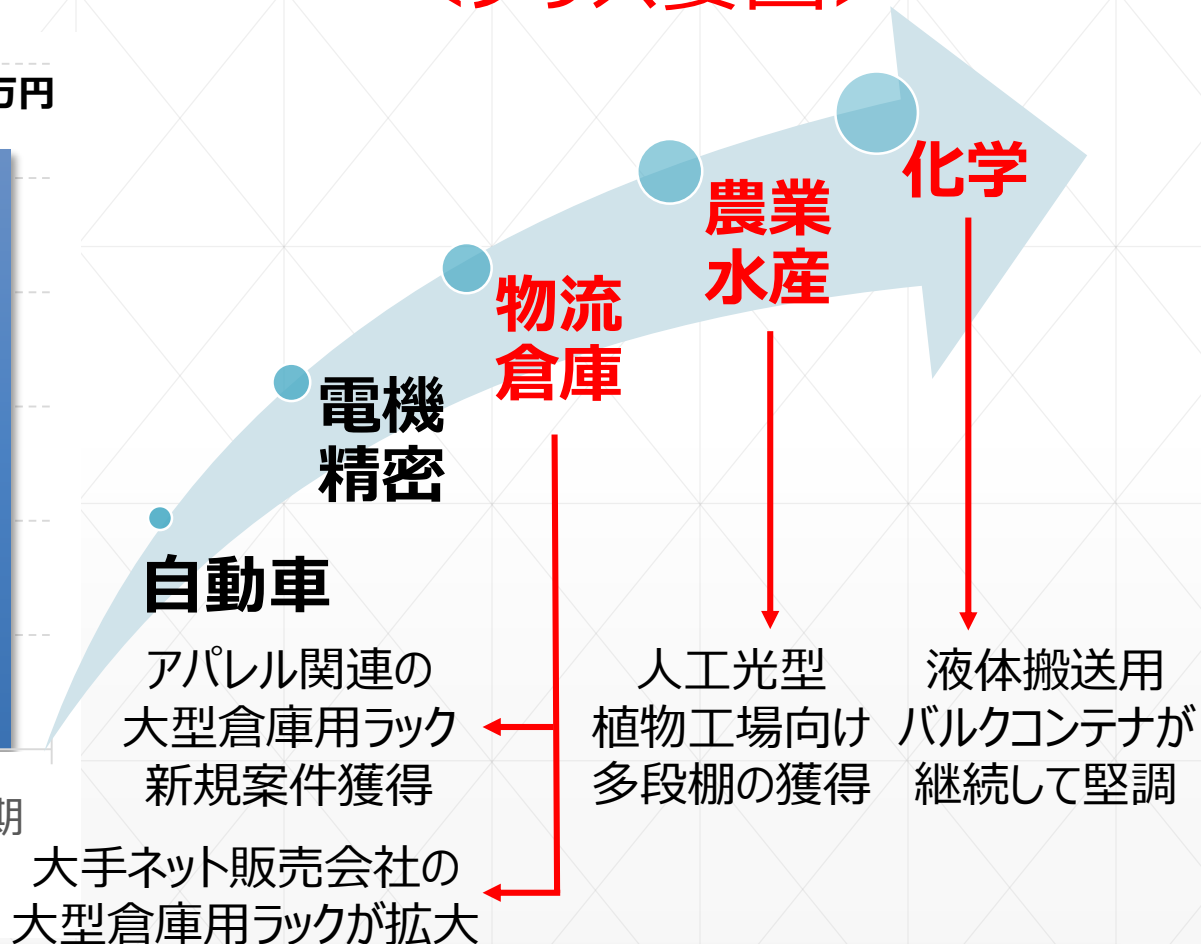 万円
化学
農業
水産
物流
倉庫
電機
精密
自動車
アパレル関連の
大型倉庫用ラック
新規案件獲得
人工光型
植物工場向け
多段棚の獲得
液体搬送用
バルクコンテナが
継続して堅調
期
大手ネット販売会社の
大型倉庫用ラックが拡大